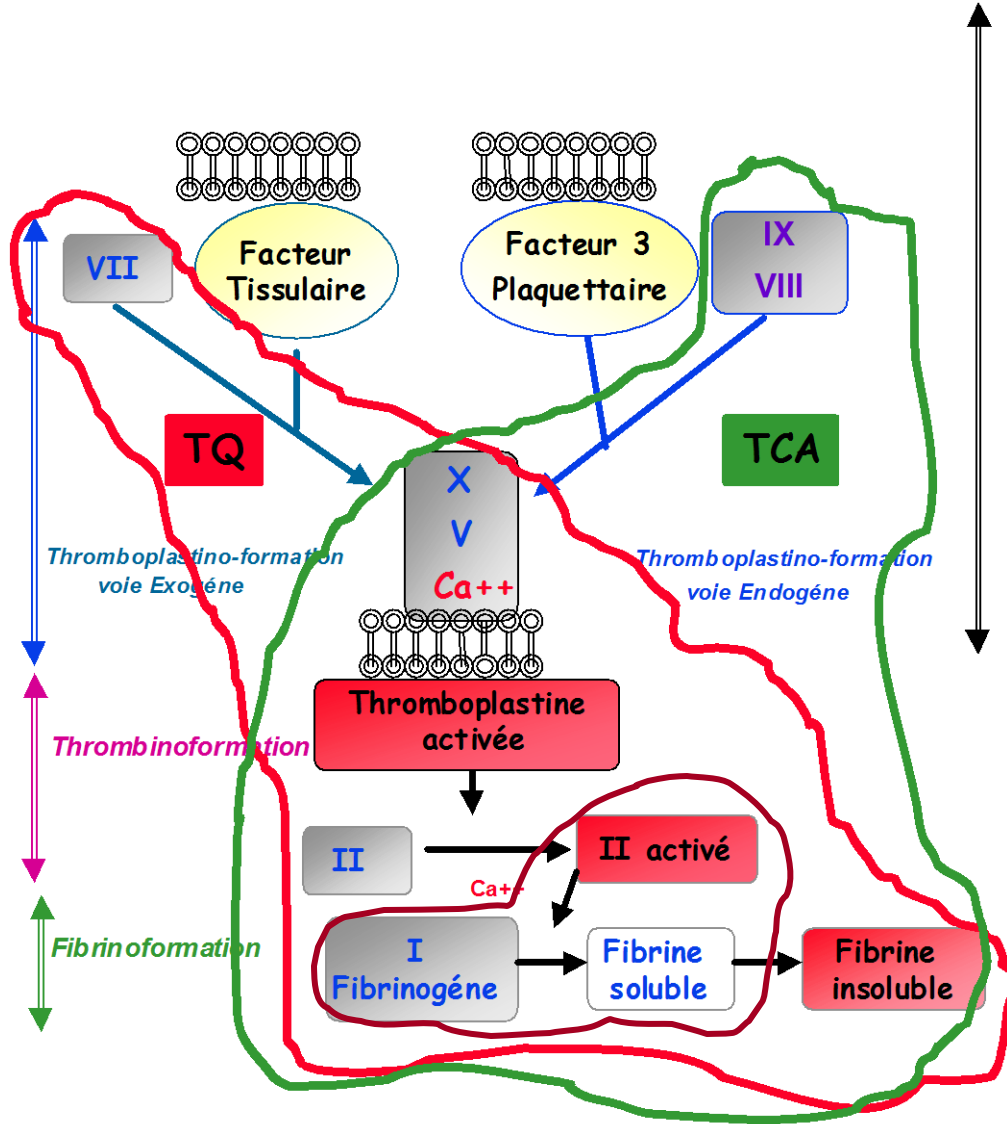 VII
Facteur
Tissulaire
Facteur 3
Plaquettaire
IX
VIII
TQ
TCA
X
V
Ca++
Thromboplastino-formation
voie Exogéne
Thromboplastino-formation
voie Endogéne
Thromboplastine
activée
Thrombinoformation
II
II activé
Ca++
Fibrinoformation
I
Fibrinogéne
Fibrine
soluble
Fibrine
insoluble